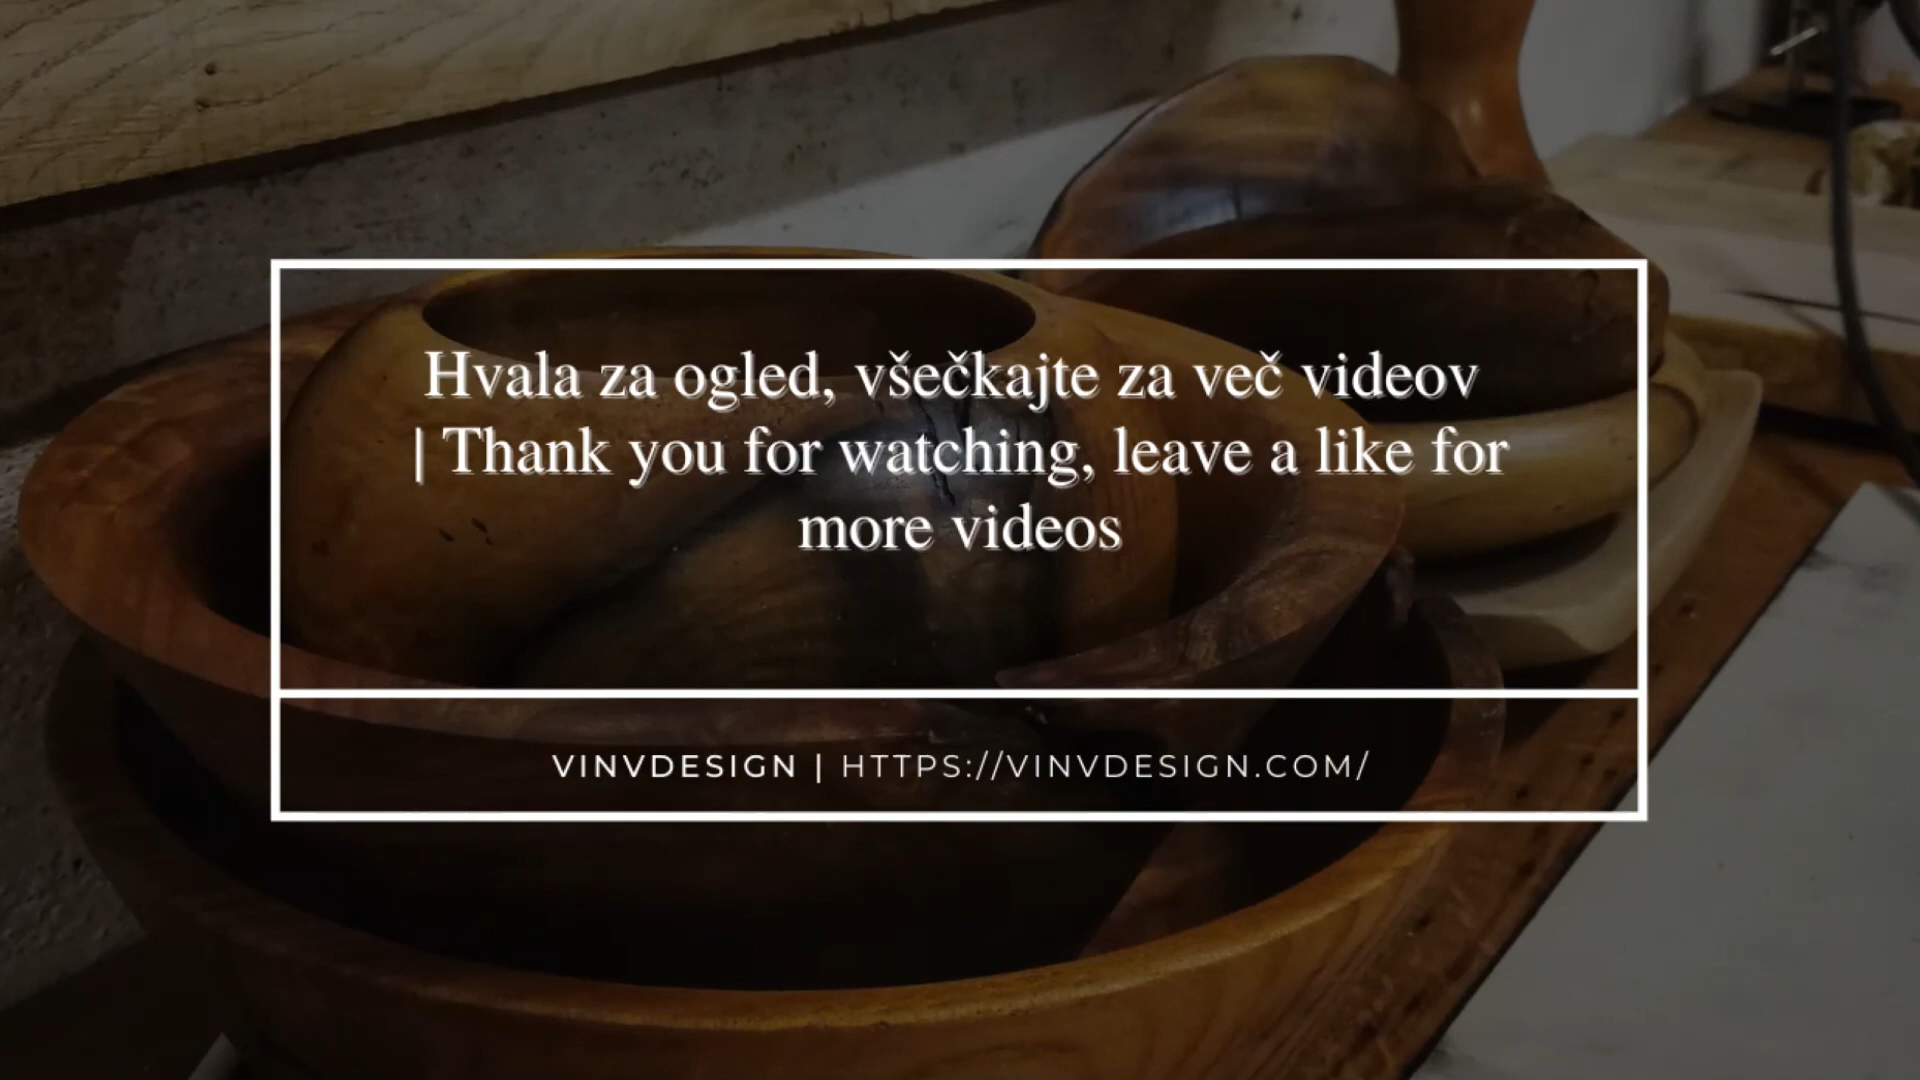 Hvala za ogled, všečkajte za več videov
| Thank you for watching, leave a like for
more videos
VINVDESIGN | HTTPS://VINVDESIGN.COM/